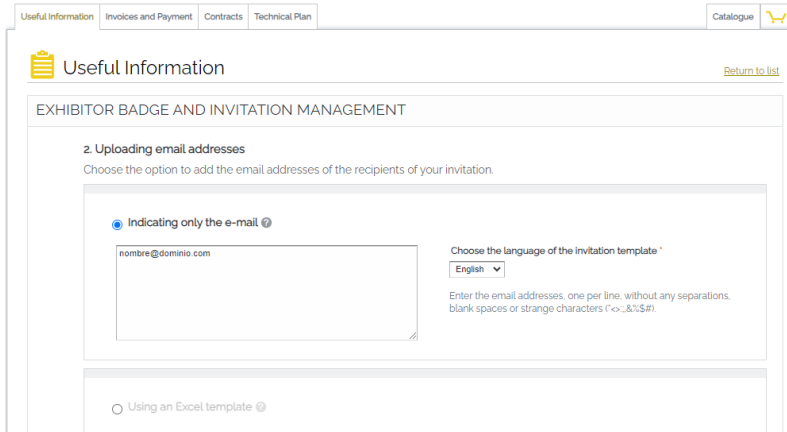 Useful Information Invoices and Payment Contracts Technical Plan Catalogue
Useful Information
Return to list
EXHIBITOR BADGE AND INVITATION MANAGEMENT
2. Uploading email addresses
Choose the option to add the email addresses of the recipients of your invitation.
Indicating only the e-mail ?
nombre@dominio.com
Choose the language of the invitation template *
English
Enter the email addresses, one per line, without any separations,
blank spaces or strange characters ("<>:;,&%$#).
Using an Excel template ?